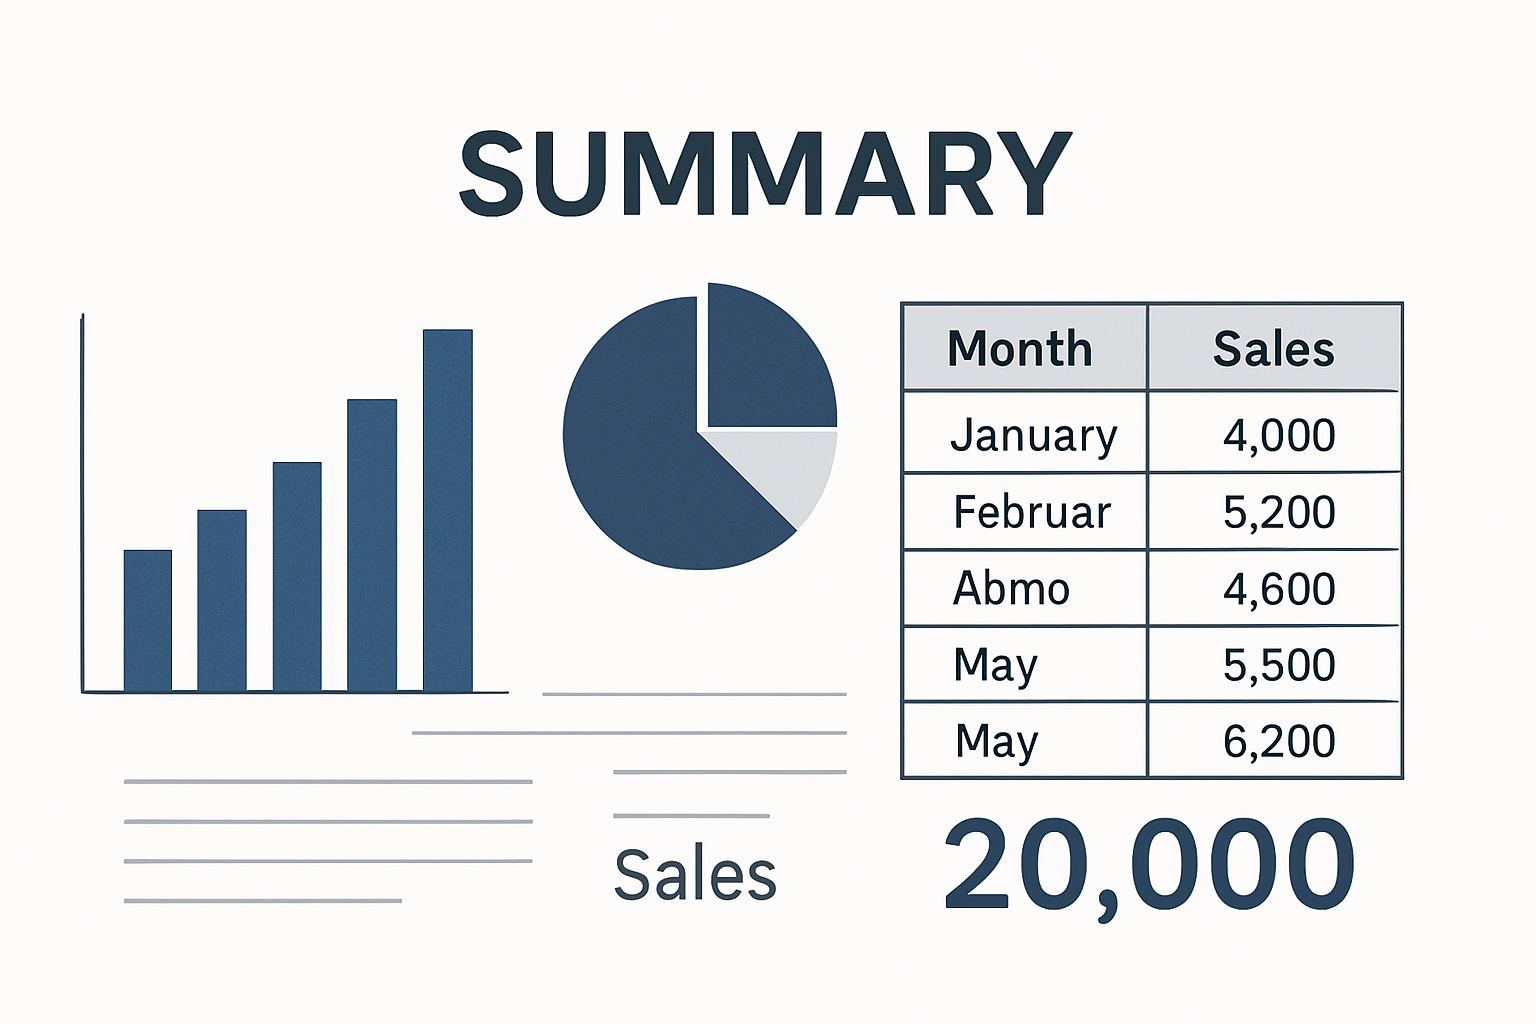 SUMMARY
Month Sales
January 4,000
Februar 5,200
Abmo 4,600
May 5,500
May 6,200
Sales
20,000